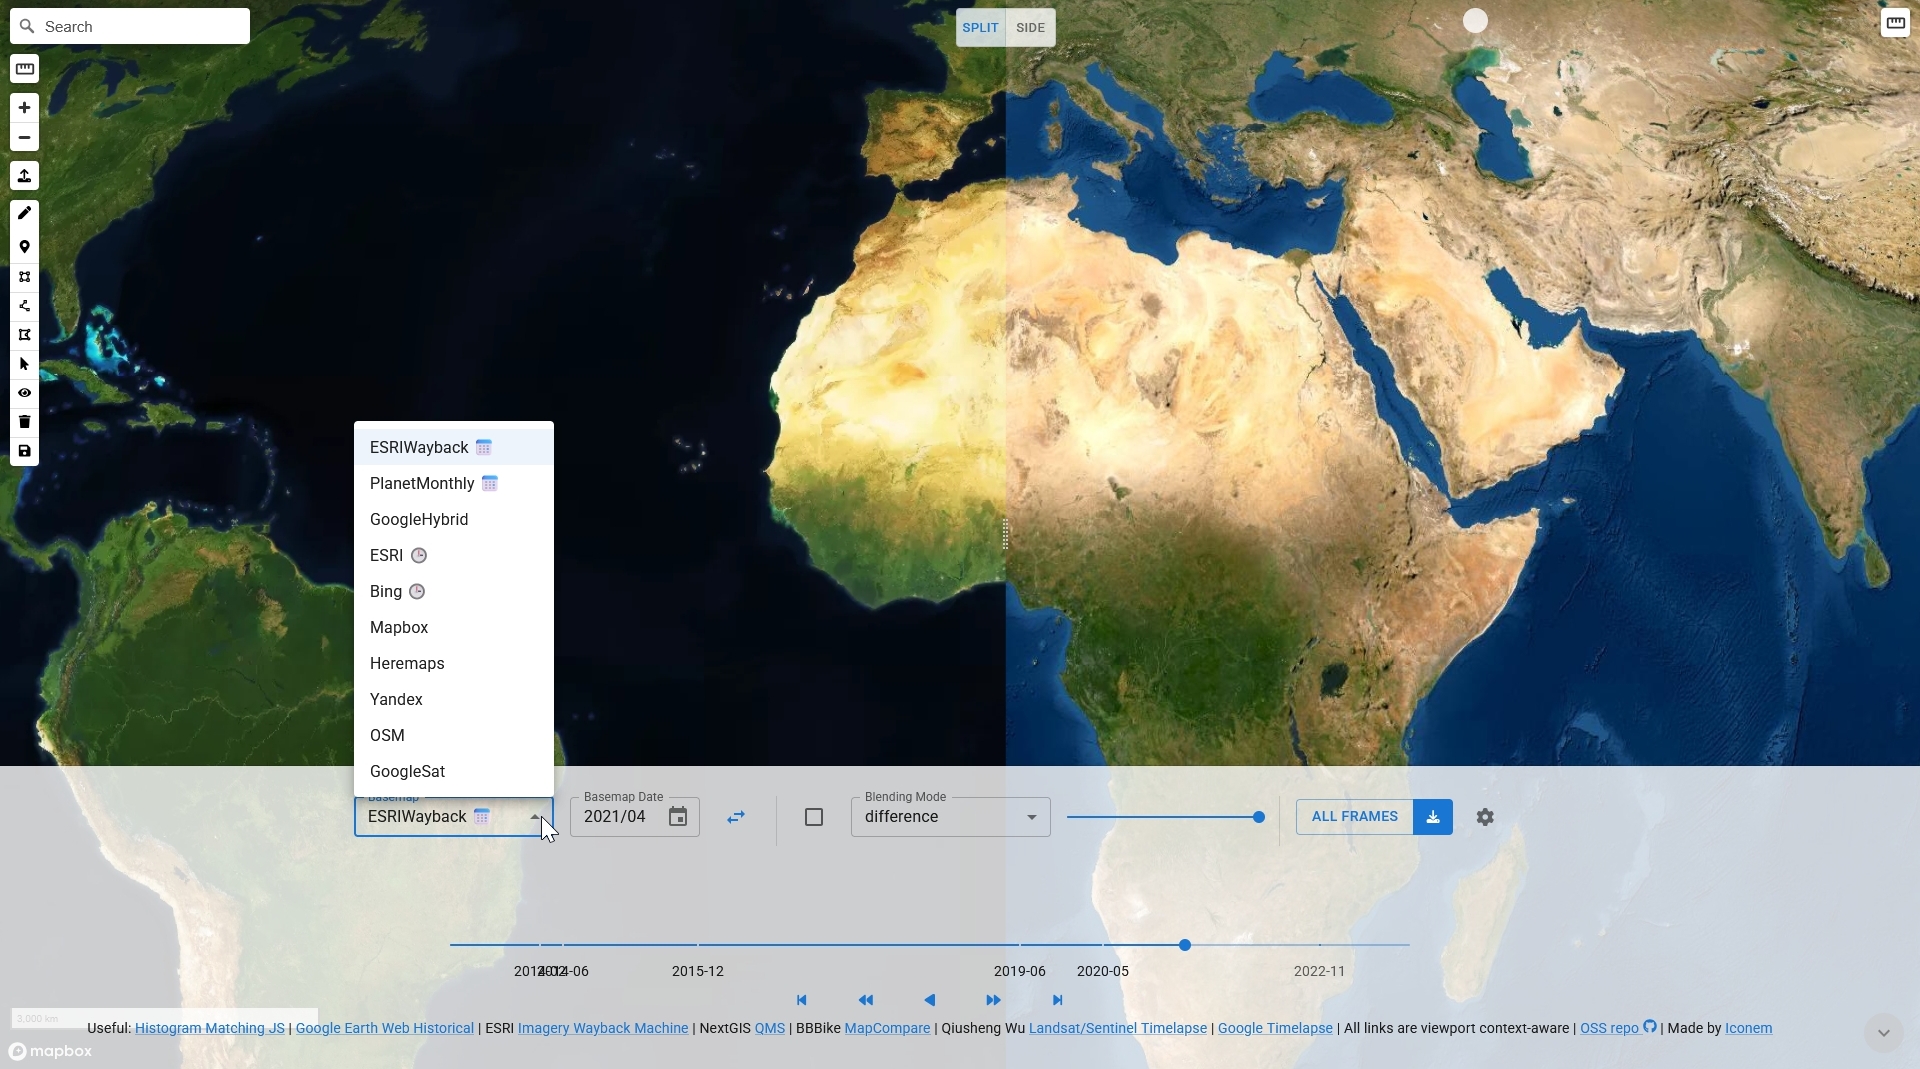 Search
SPLIT SIDE
ESRIWayback
PlanetMonthly
GoogleHybrid
ESRI
Bing
Mapbox
Heremaps
Yandex
OSM
GoogleSat
Basemap
ESRIWayback
Basemap Date
2021/04
Blending Mode
difference
ALL FRAMES
2014-06 2015-12 2019-06 2020-05 2022-11
3,000 km
Useful: Histogram Matching JS | Google Earth Web Historical | ESRI Imagery Wayback Machine | NextGIS QMS | BBBike MapCompare | Qiusheng Wu Landsat/Sentinel Timelapse | Google Timelapse | All links are viewport context-aware | OSS repo | Made by Iconem
mapbox